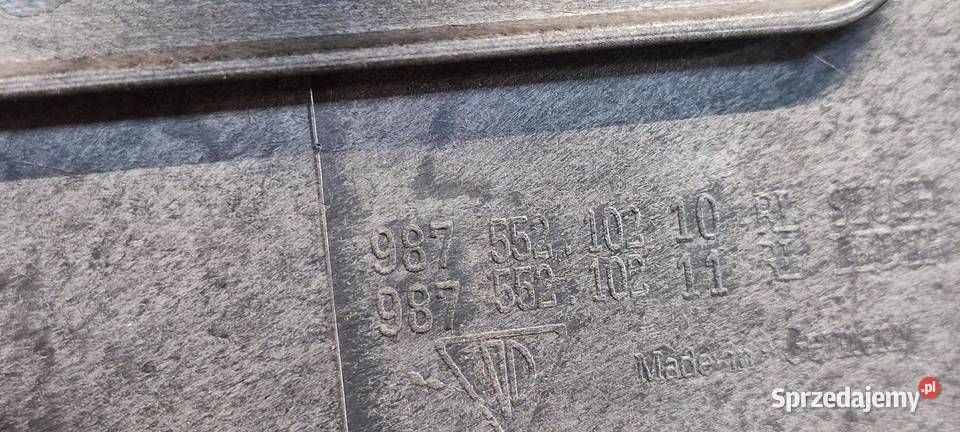 987 552.102 10
987 552.102 11
Made in Germany
Sprzedajemy.pl